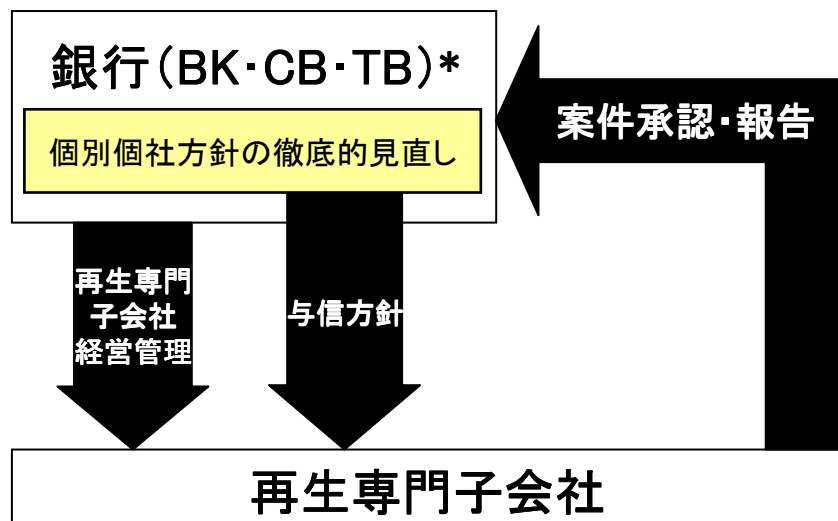 銀行(BK・CB・TB)*
個別個社方針の徹底的見直し
案件承認・報告
再生専門
子会社
経営管理
与信方針
再生専門子会社